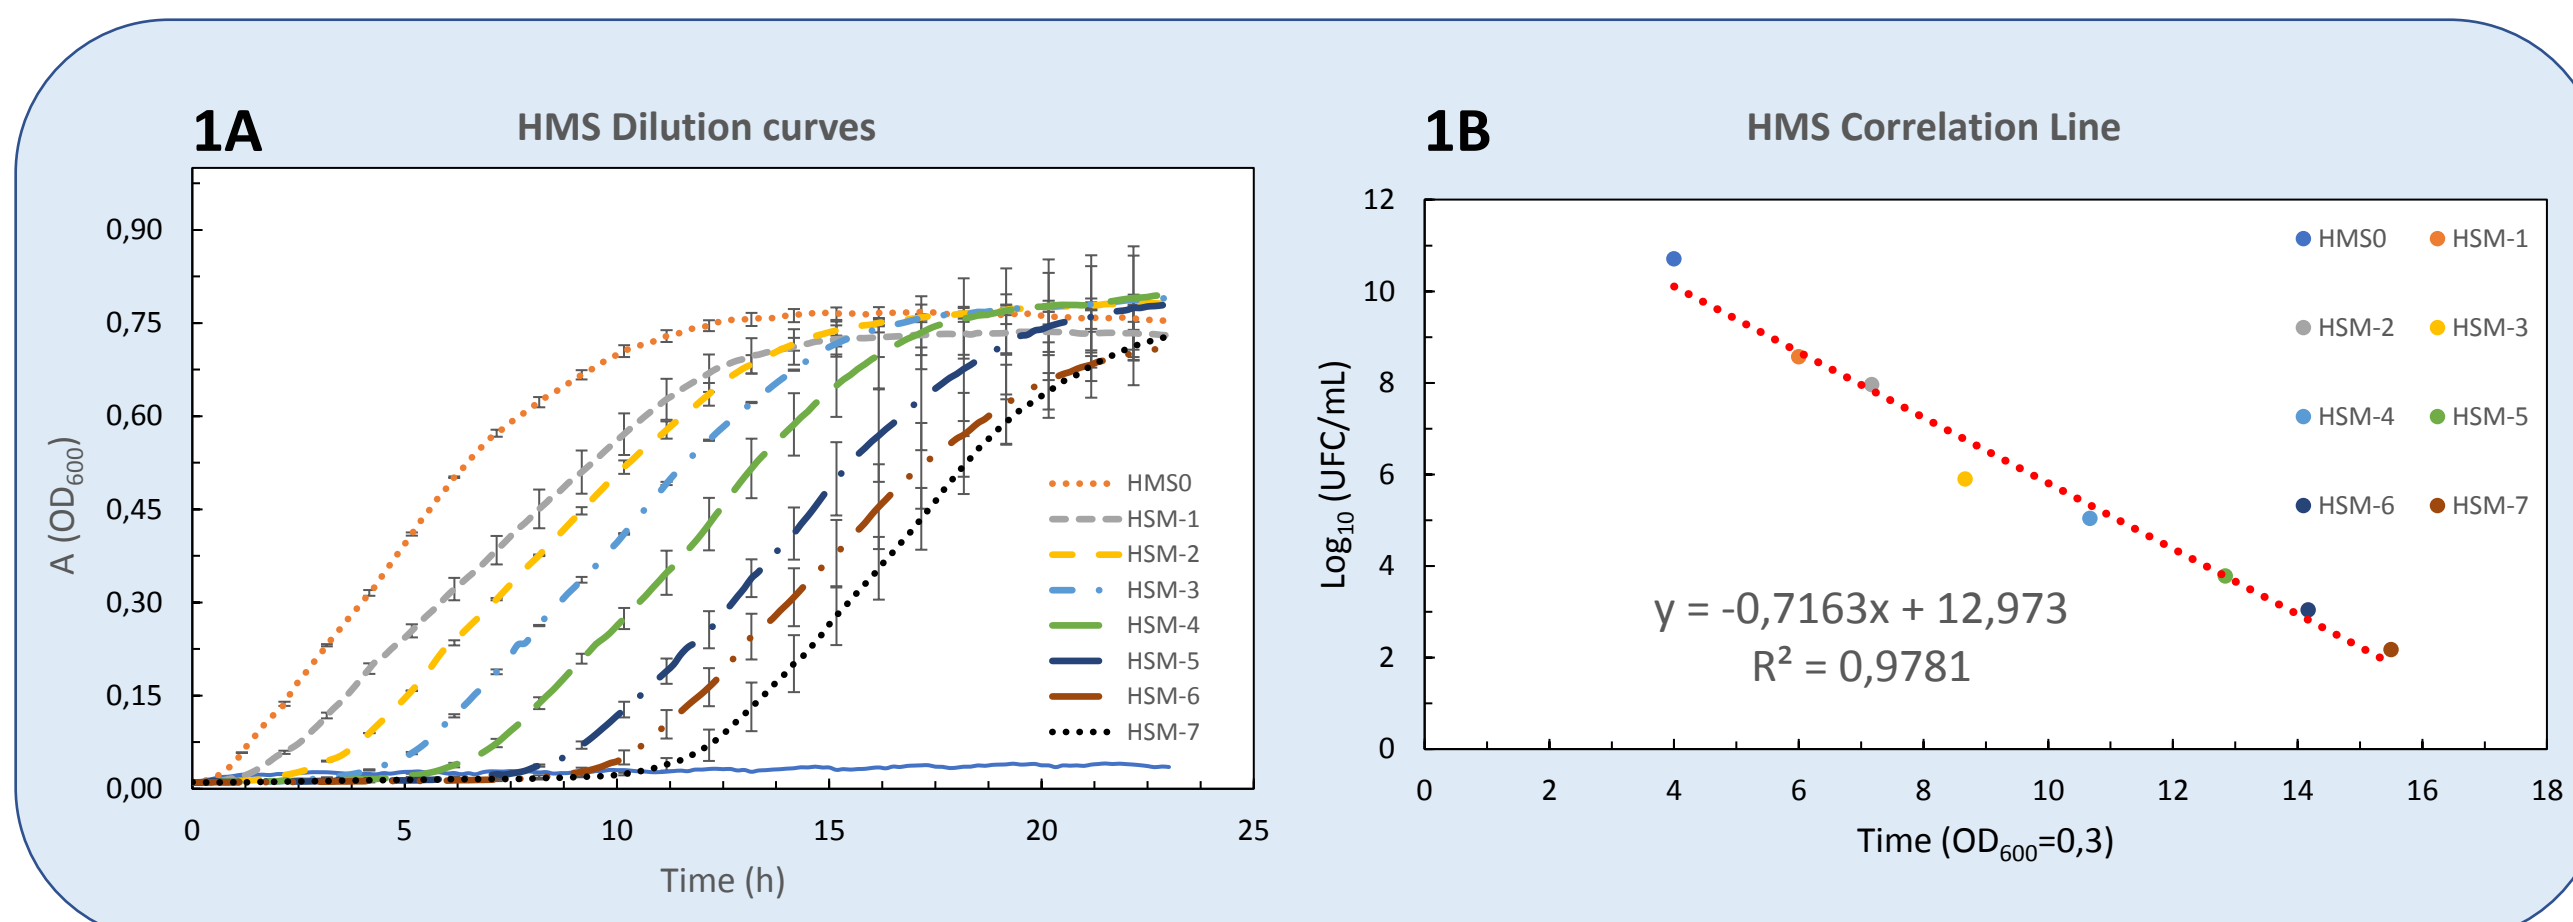 1A
HMS Dilution curves
0,90
0,75
0,60
0,45
0,30
0,15
0,00
A (OD600)
0 5 10 15 20 25
Time (h)
HMS0
HSM-1
HSM-2
HSM-3
HSM-4
HSM-5
HSM-6
HSM-7
1B
HMS Correlation Line
12
10
8
6
4
2
0
Log10 (UFC/mL)
0 2 4 6 8 10 12 14 16 18
Time (OD600=0,3)
HMS0 HSM-1
HSM-2 HSM-3
HSM-4 HSM-5
HSM-6 HSM-7
y = -0,7163x + 12,973
R² = 0,9781